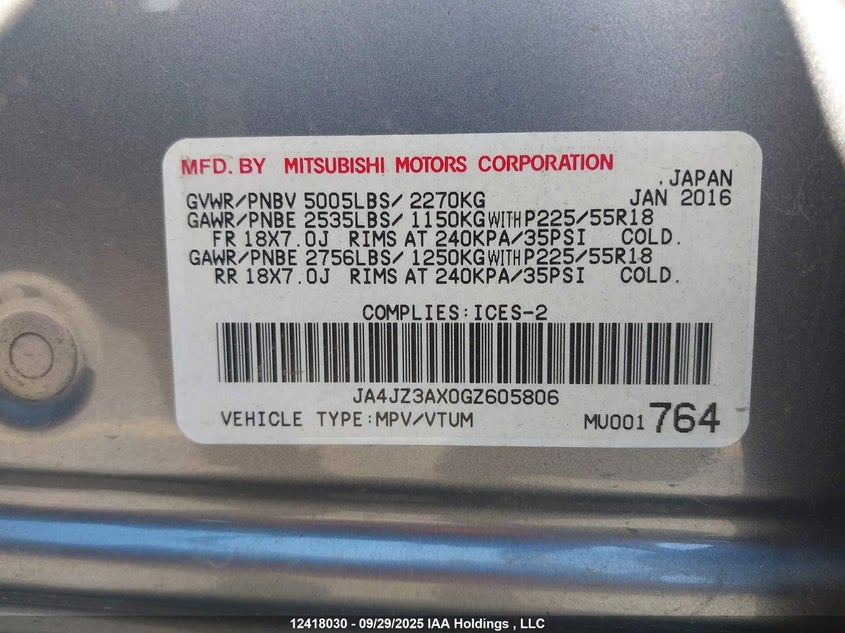 MFD. BY MITSUBISHI MOTORS CORPORATION
, JAPAN
GVWR/PNBV 5005LBS/ 2270KG JAN 2016
GAWR/PNBE 2535LBS/ 1150KG WITH P225/55R18
FR 18X7.0J RIMS AT 240KPA/35PSI COLD.
GAWR/PNBE 2756LBS/ 1250KG WITH P225/55R18
RR 18X7.0J RIMS AT 240KPA/35PSI COLD.
COMPLIES:ICES-2
JA4JZ3AX0GZ605806
VEHICLE TYPE:MPV/VTUM MU001 764
12418030 - 09/29/2025 IAA Holdings , LLC